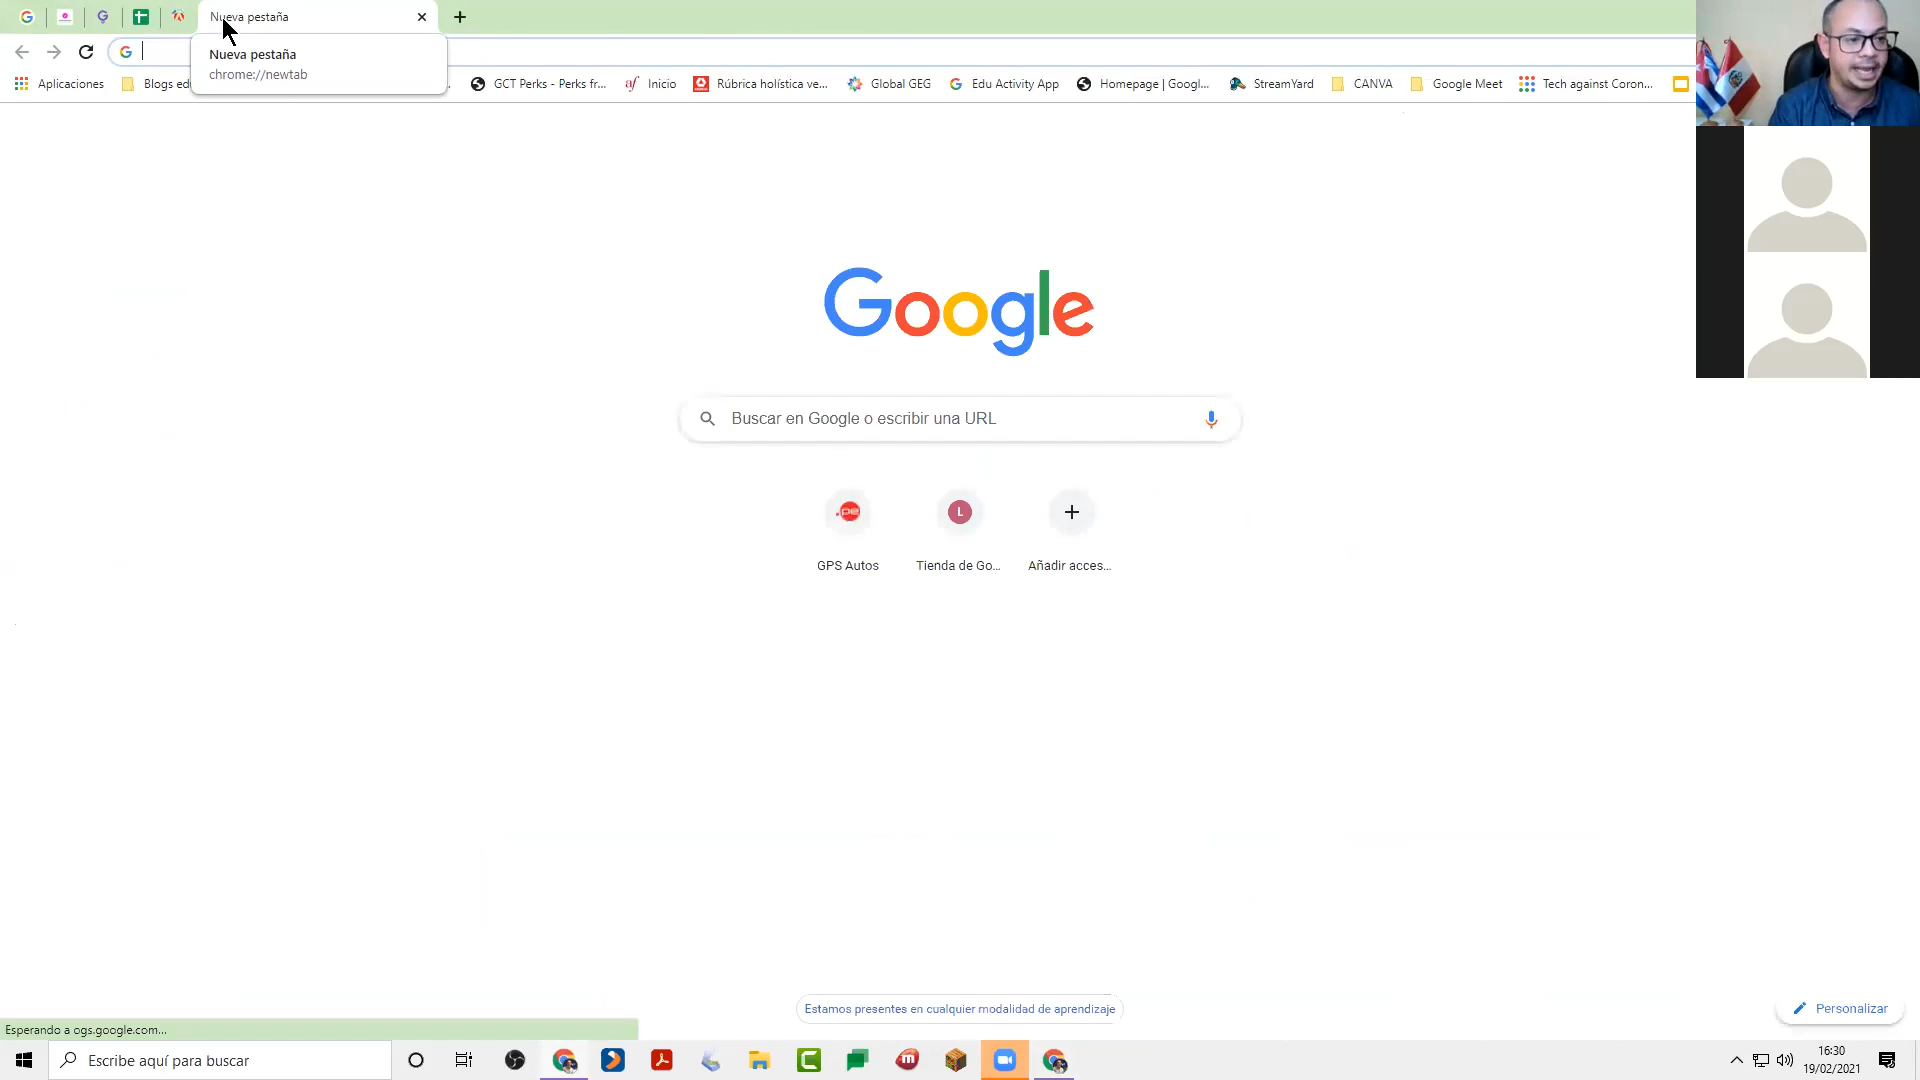 Nueva pestaña
Nueva pestaña
chrome://newtab
Aplicaciones
Blogs ed
GCT Perks - Perks fr...
Inicio
Rúbrica holística ve...
Global GEG
Edu Activity App
Homepage | Googl...
StreamYard
CANVA
Google Meet
Tech against Coron...
Google
Buscar en Google o escribir una URL
.pe
L
GPS Autos
Tienda de Go...
Añadir acces...
Estamos presentes en cualquier modalidad de aprendizaje
Personalizar
Esperando a ogs.google.com...
Escribe aquí para buscar
16:30
19/02/2021